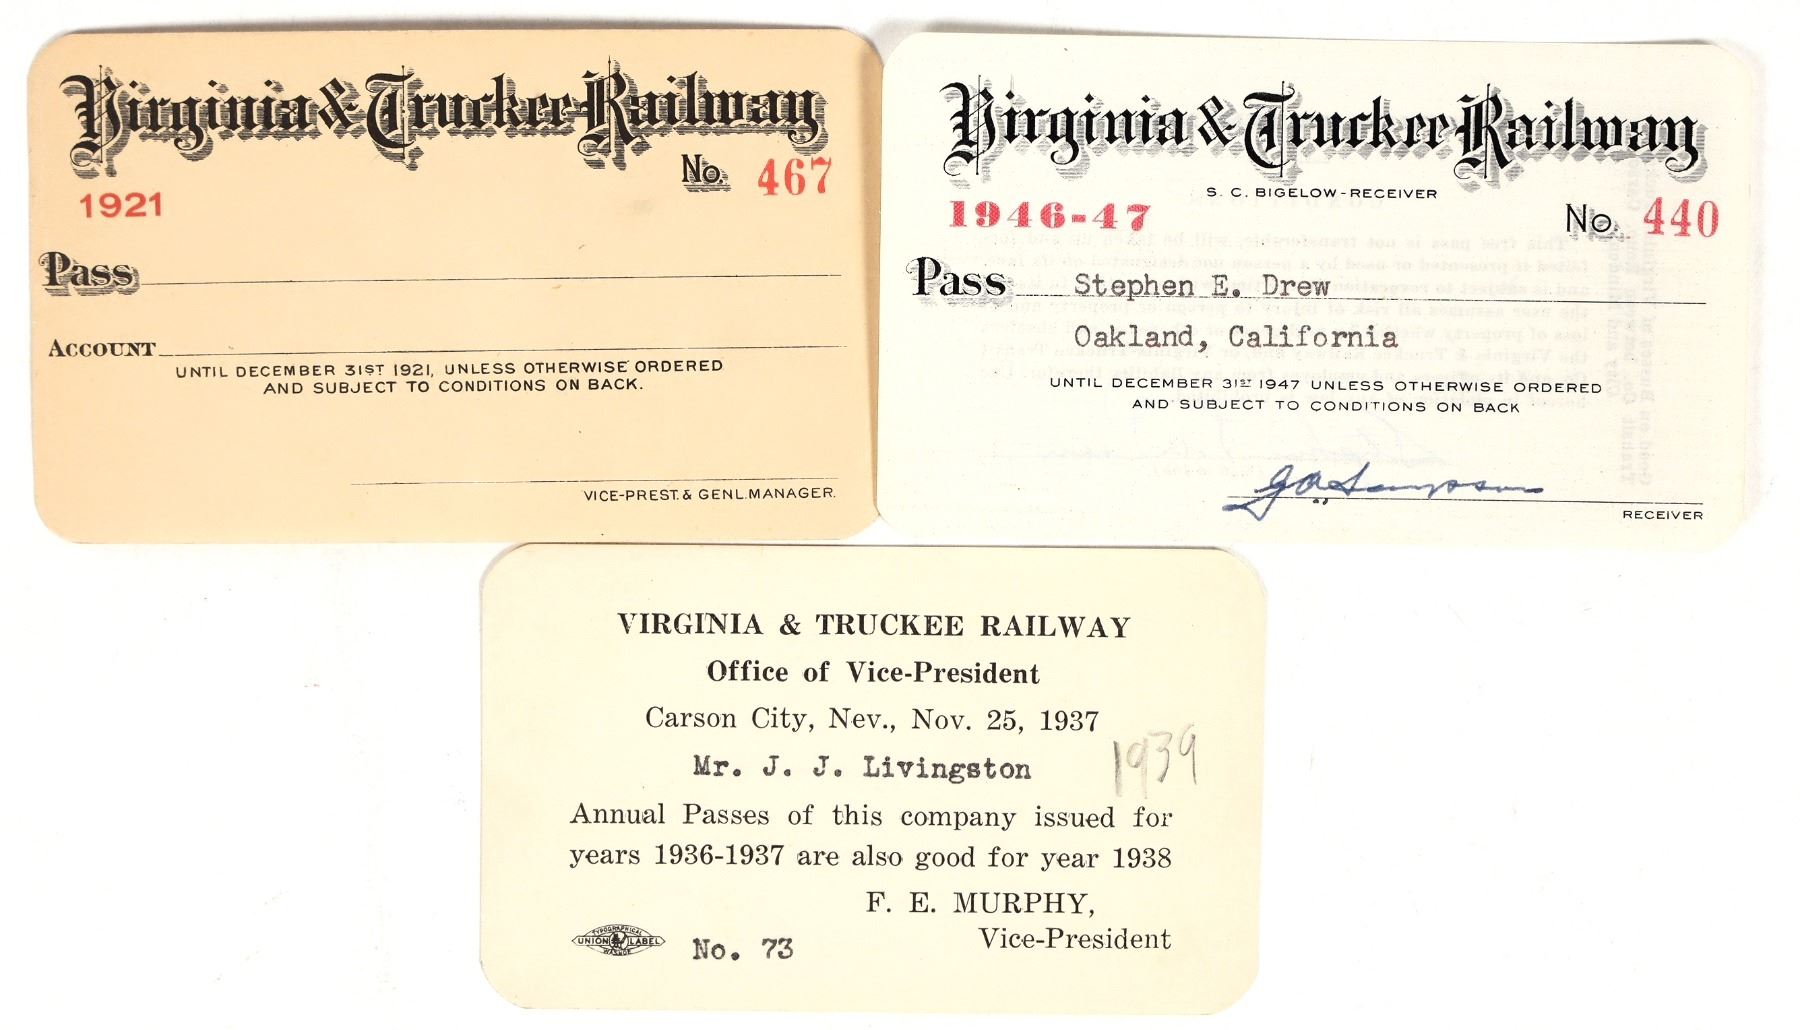 Virginia & Truckee Railway
No. 467
1921
Pass
ACCOUNT
UNTIL DECEMBER 31ST 1921, UNLESS OTHERWISE ORDERED
AND SUBJECT TO CONDITIONS ON BACK.
VICE-PREST. & GENL. MANAGER.
Virginia & Truckee Railway
S. C. BIGELOW-RECEIVER
1946-47
No. 440
Pass Stephen E. Drew
Oakland, California
UNTIL DECEMBER 31ST 1947 UNLESS OTHERWISE ORDERED
AND SUBJECT TO CONDITIONS ON BACK
G A Sampson
RECEIVER
VIRGINIA & TRUCKEE RAILWAY
Office of Vice-President
Carson City, Nev., Nov. 25, 1937
1939
Mr. J. J. Livingston
Annual Passes of this company issued for
years 1936-1937 are also good for year 1938
F. E. MURPHY,
Vice-President
TYPOGRAPHICAL
UNION LABEL
No. 73